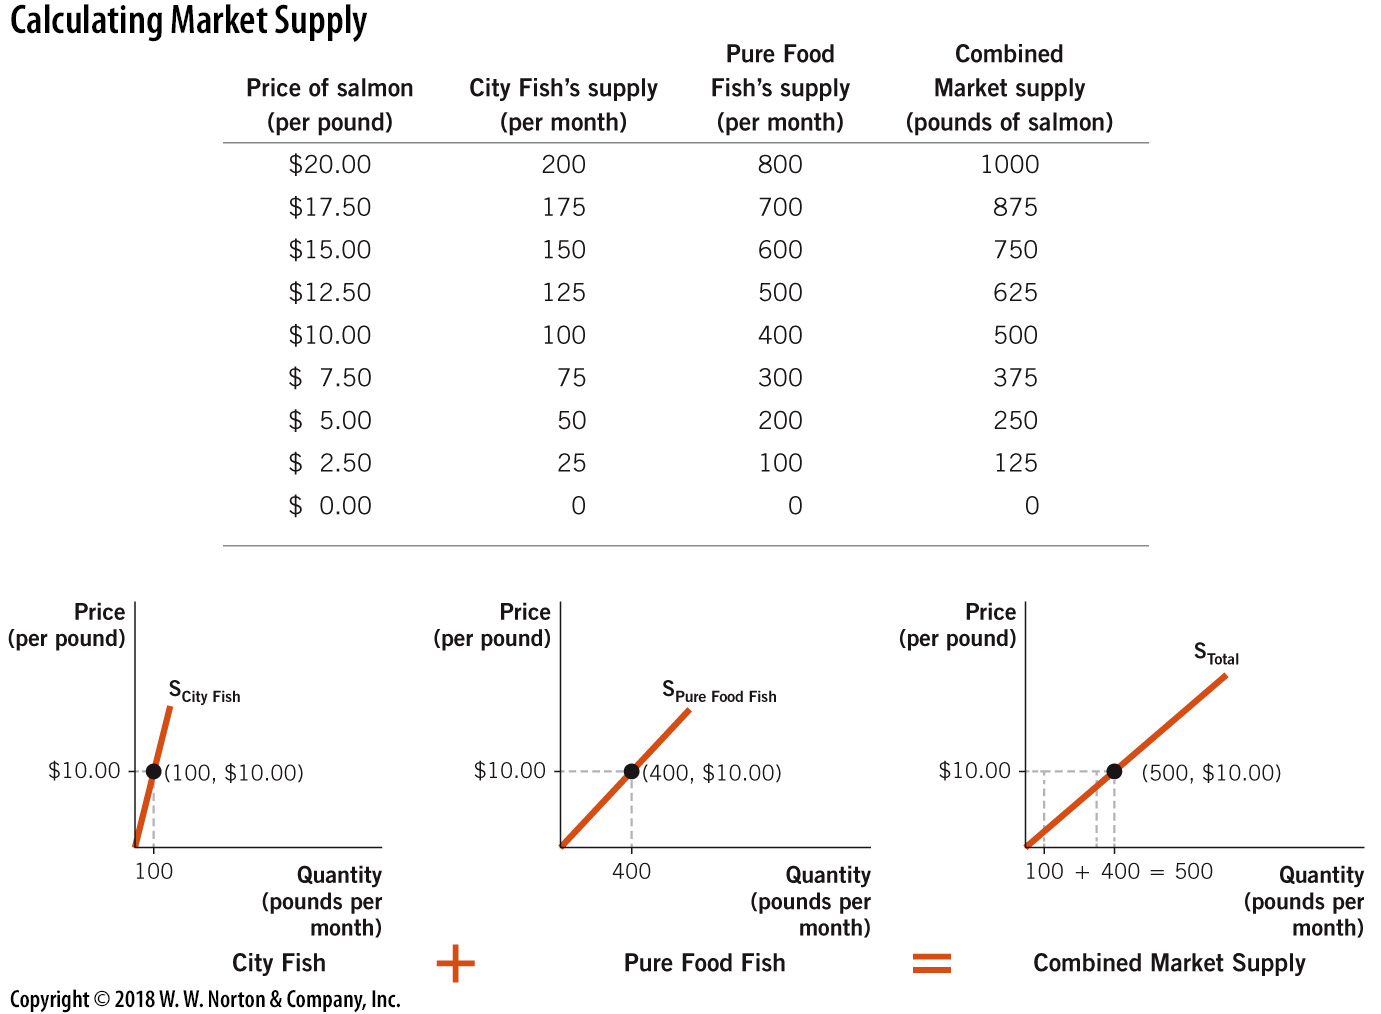 Calculating Market Supply
Pure Food Combined
Price of salmon City Fish’s supply Fish’s supply Market supply
(per pound) (per month) (per month) (pounds of salmon)
$20.00 200 800 1000
$17.50 175 700 875
$15.00 150 600 750
$12.50 125 500 625
$10.00 100 400 500
$ 7.50 75 300 375
$ 5.00 50 200 250
$ 2.50 25 100 125
$ 0.00 0 0 0
Price
(per pound)
S City Fish
$10.00 (100, $10.00)
100
Quantity
(pounds per
month)
City Fish
+
Price
(per pound)
S Pure Food Fish
$10.00 (400, $10.00)
400
Quantity
(pounds per
month)
Pure Food Fish
=
Price
(per pound)
S Total
$10.00 (500, $10.00)
100 + 400 = 500
Quantity
(pounds per
month)
Combined Market Supply
Copyright © 2018 W. W. Norton & Company, Inc.